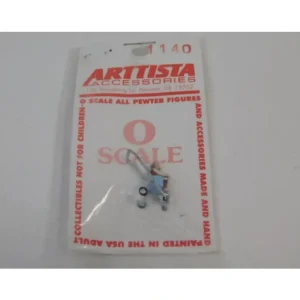 1140
ARTTISTA
ACCESSORIES
O SCALE ALL PEWTER FIGURES
AND ACCESSORIES MADE AND HAND
PAINTED IN THE USA ADULT
COLLECTIBLES NOT FOR CHILDREN
O
SCALE